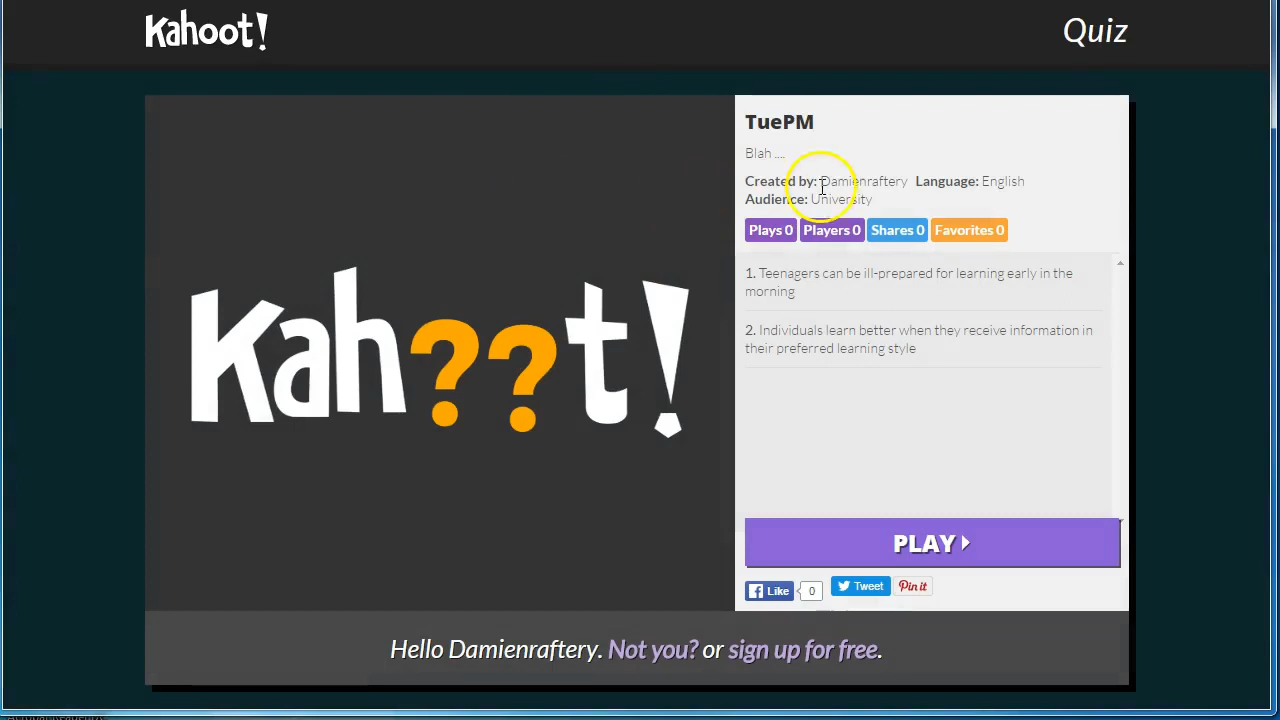 Kahoot!
Quiz
TuePM
Blah ....
Created by: Damienraftery Language: English
Audience: University
Plays 0 Players 0 Shares 0 Favorites 0
1. Teenagers can be ill-prepared for learning early in the
morning
2. Individuals learn better when they receive information in
their preferred learning style
Kah??t!
PLAY
Like 0 Tweet Pin it
Hello Damienraftery. Not you? or sign up for free.